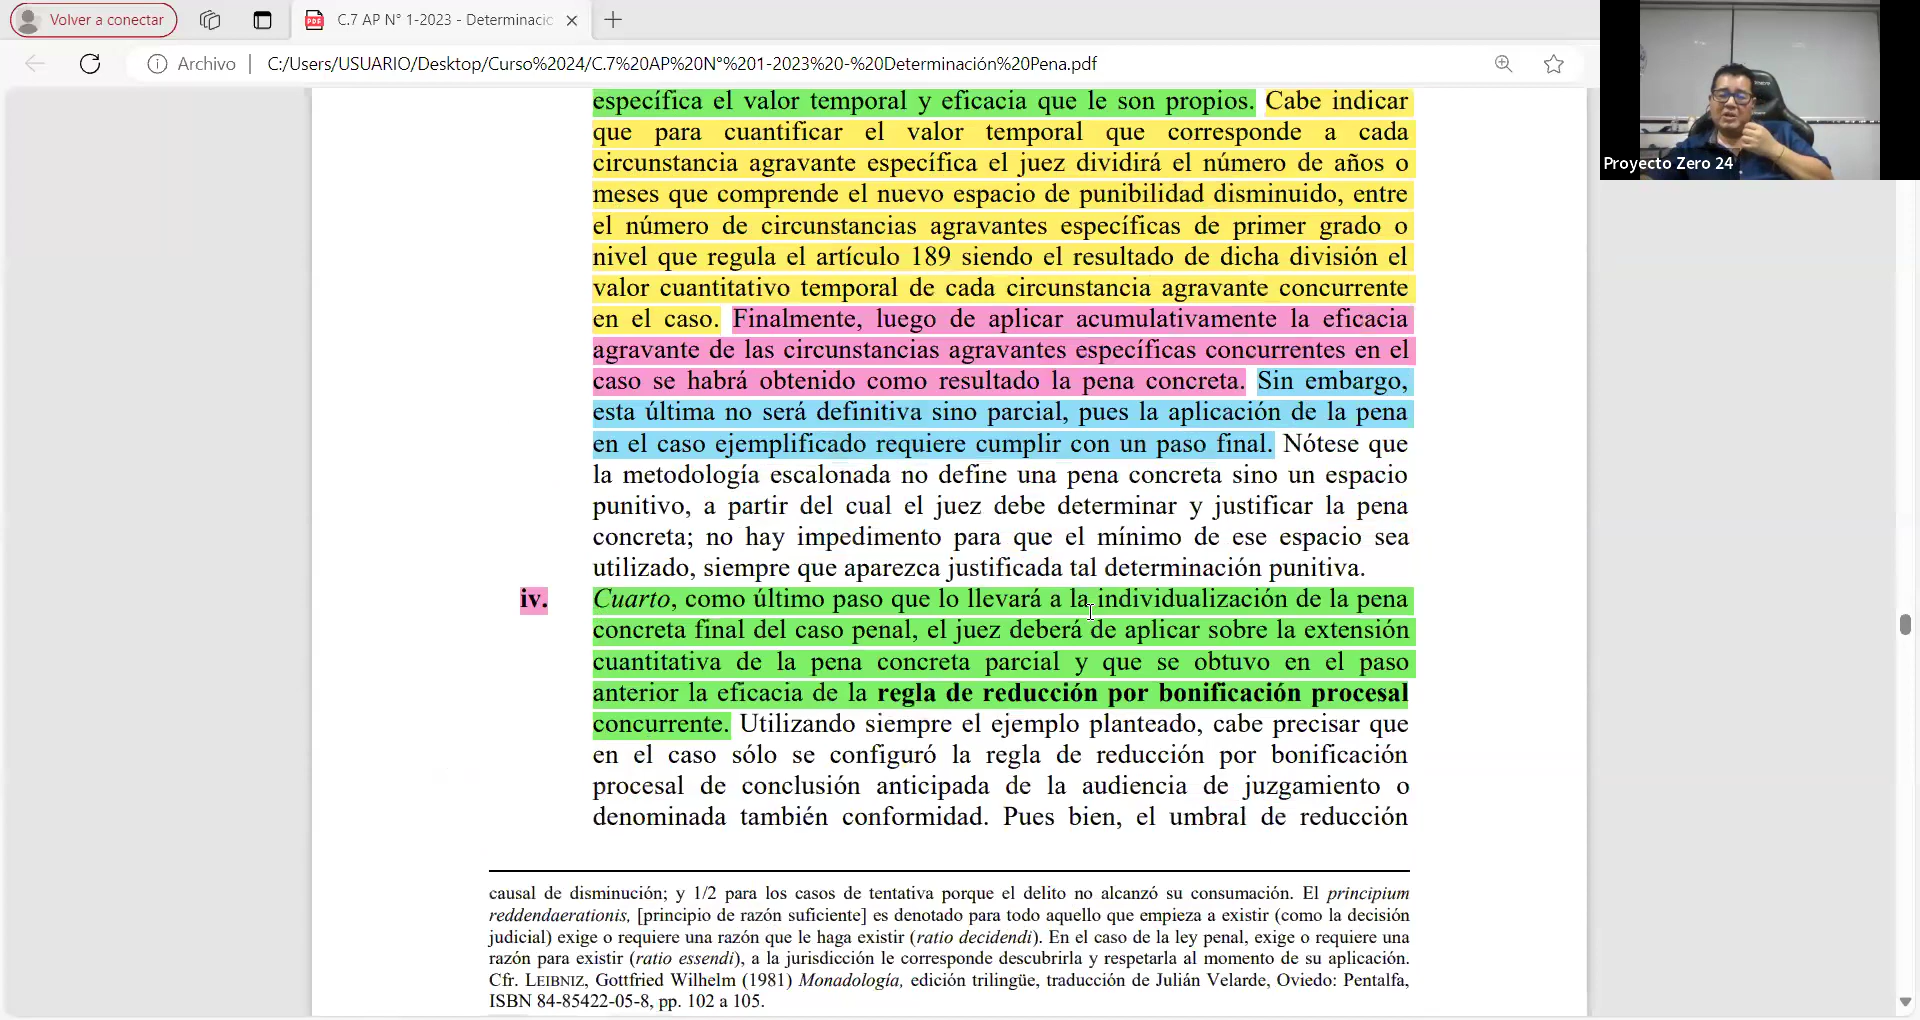 Volver a conectar
C.7 AP N° 1-2023 - Determinació
Archivo
C:/Users/USUARIO/Desktop/Curso%2024/C.7%20AP%20N°%201-2023%20-%20Determinación%20Pena.pdf
Proyecto Zero 24
específica el valor temporal y eficacia que le son propios. Cabe indicar
que para cuantificar el valor temporal que corresponde a cada
circunstancia agravante específica el juez dividirá el número de años o
meses que comprende el nuevo espacio de punibilidad disminuido, entre
el número de circunstancias agravantes específicas de primer grado o
nivel que regula el artículo 189 siendo el resultado de dicha división el
valor cuantitativo temporal de cada circunstancia agravante concurrente
en el caso. Finalmente, luego de aplicar acumulativamente la eficacia
agravante de las circunstancias agravantes específicas concurrentes en el
caso se habrá obtenido como resultado la pena concreta. Sin embargo,
esta última no será definitiva sino parcial, pues la aplicación de la pena
en el caso ejemplificado requiere cumplir con un paso final. Nótese que
la metodología escalonada no define una pena concreta sino un espacio
punitivo, a partir del cual el juez debe determinar y justificar la pena
concreta; no hay impedimento para que el mínimo de ese espacio sea
utilizado, siempre que aparezca justificada tal determinación punitiva.
iv. Cuarto, como último paso que lo llevará a la individualización de la pena
concreta final del caso penal, el juez deberá de aplicar sobre la extensión
cuantitativa de la pena concreta parcial y que se obtuvo en el paso
anterior la eficacia de la regla de reducción por bonificación procesal
concurrente. Utilizando siempre el ejemplo planteado, cabe precisar que
en el caso sólo se configuró la regla de reducción por bonificación
procesal de conclusión anticipada de la audiencia de juzgamiento o
denominada también conformidad. Pues bien, el umbral de reducción
causal de disminución; y 1/2 para los casos de tentativa porque el delito no alcanzó su consumación. El principium
reddendaerationis, [principio de razón suficiente] es denotado para todo aquello que empieza a existir (como la decisión
judicial) exige o requiere una razón que le haga existir (ratio decidendi). En el caso de la ley penal, exige o requiere una
razón para existir (ratio essendi), a la jurisdicción le corresponde descubrirla y respetarla al momento de su aplicación.
Cfr. LEIBNIZ, Gottfried Wilhelm (1981) Monadología, edición trilingüe, traducción de Julián Velarde, Oviedo: Pentalfa,
ISBN 84-85422-05-8, pp. 102 a 105.